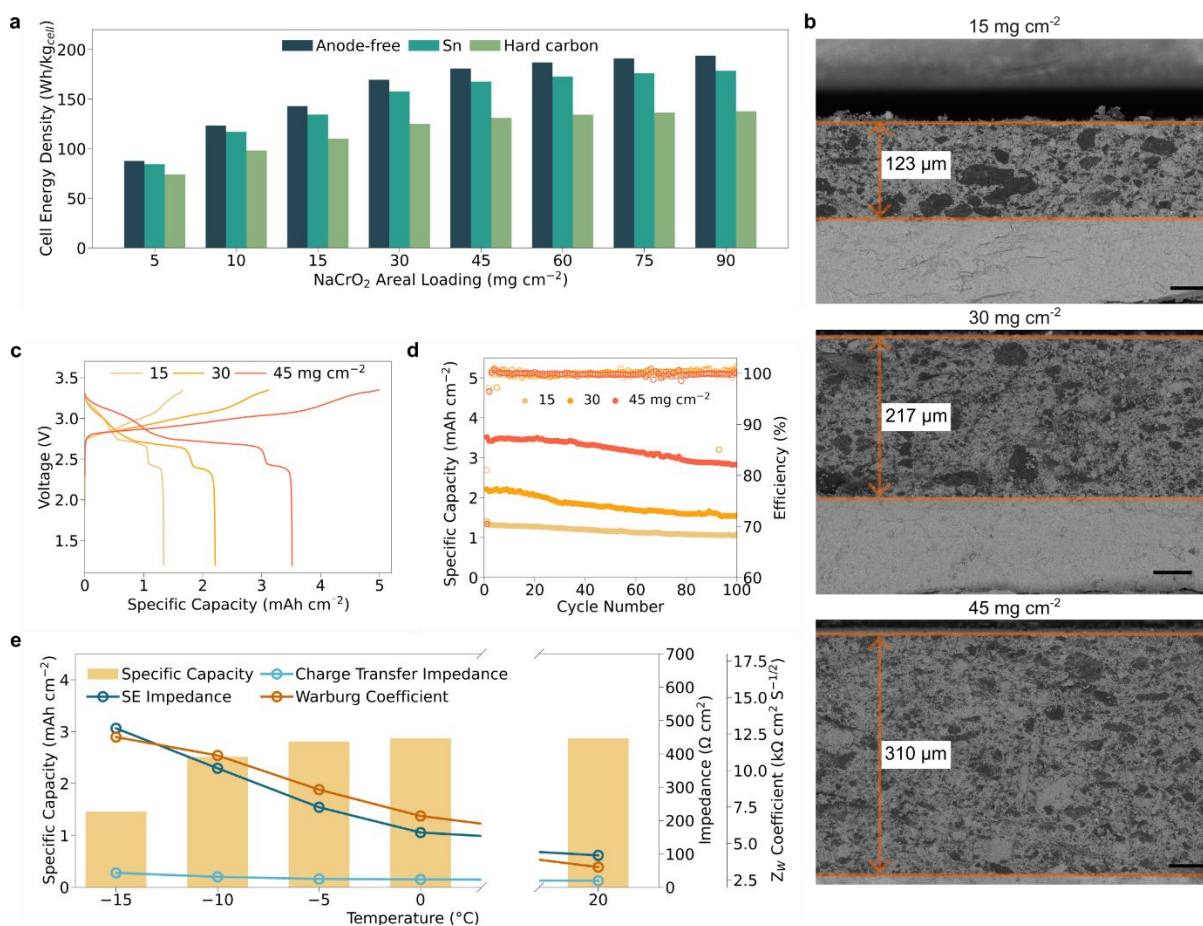 a
Cell Energy Density (Wh/kgcell)
200
150
100
50
0
Anode-free Sn Hard carbon
5 10 15 30 45 60 75 90
NaCrO2 Areal Loading (mg cm−2)
b
15 mg cm-2
123 µm
30 mg cm-2
217 µm
45 mg cm-2
310 µm
c
Voltage (V)
3.5
3.0
2.5
2.0
1.5
15 30 45 mg cm−2
0 1 2 3 4 5
Specific Capacity (mAh cm−2)
d
Specific Capacity (mAh cm−2)
5
4
3
2
1
0
15 30 45 mg cm−2
100
90
80
70
60
Efficiency (%)
0 20 40 60 80 100
Cycle Number
e
Specific Capacity (mAh cm−2)
4
3
2
1
0
Specific Capacity Charge Transfer Impedance
SE Impedance Warburg Coefficient
700
600
500
400
300
200
100
0
Impedance (Ω cm2)
17.5
15.0
12.5
10.0
7.5
5.0
2.5
ZW Coefficient (kΩ cm2 S−1/2)
−15 −10 −5 0 20
Temperature (°C)